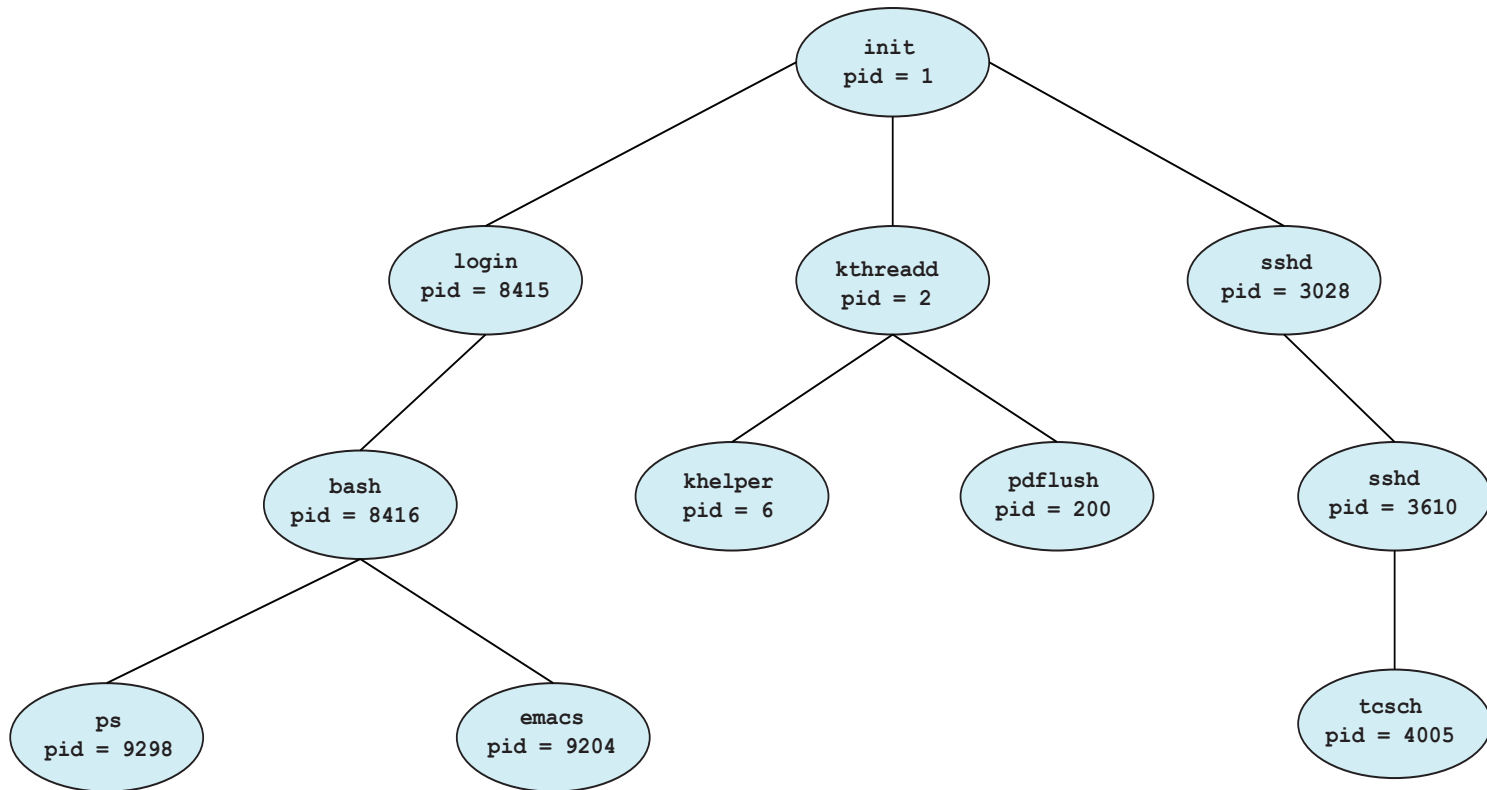 init
pid = 1
login
pid = 8415
kthreadd
pid = 2
sshd
pid = 3028
bash
pid = 8416
khelper
pid = 6
pdflush
pid = 200
sshd
pid = 3610
ps
pid = 9298
emacs
pid = 9204
tcsch
pid = 4005